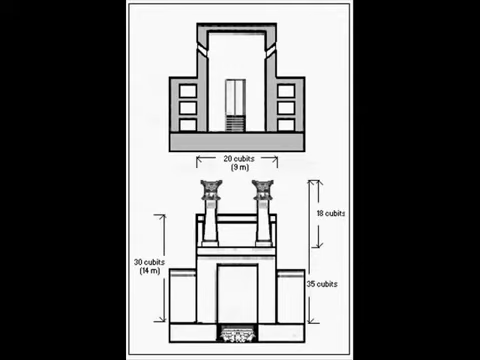 20 cubits
(9 m)
18 cubits
30 cubits
(14 m)
35 cubits